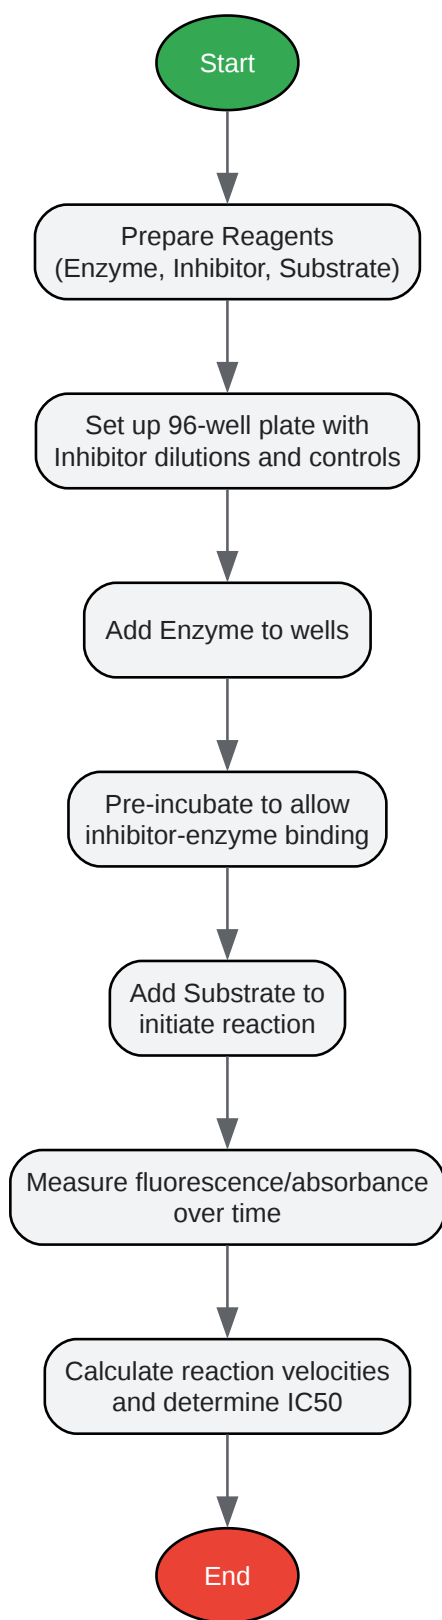 Start
Prepare Reagents
(Enzyme, Inhibitor, Substrate)
Set up 96-well plate with
Inhibitor dilutions and controls
Add Enzyme to wells
Pre-incubate to allow
inhibitor-enzyme binding
Add Substrate to
initiate reaction
Measure fluorescence/absorbance
over time
Calculate reaction velocities
and determine IC50
End